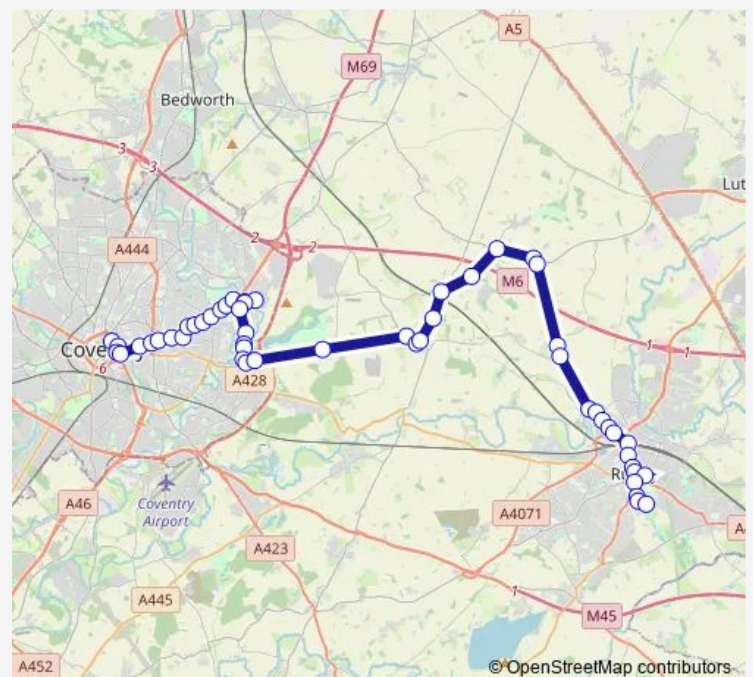 A5
M69
Bedworth
3
3
Lut
A444
2
2
M6
1
1
Cove
6
A428
Ru
A46
Coventry
Airport
A4071
A
A423
1
A445
M45
A452
© OpenStreetMap contributors